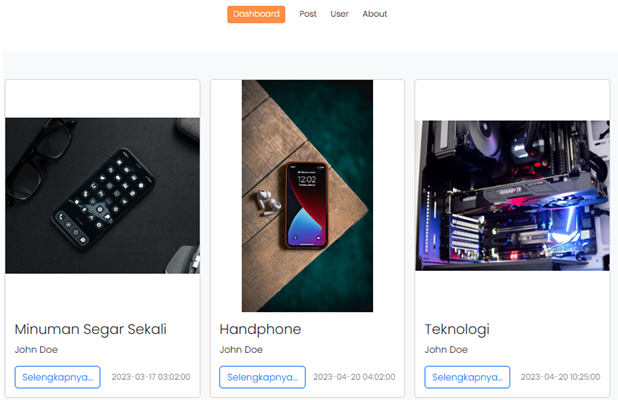 Dashboard Post User About
12:02
GIGABYTE
Minuman Segar Sekali
John Doe
Selengkapnya... 2023-03-17 03:02:00
Handphone
John Doe
Selengkapnya... 2023-04-20 04:02:00
Teknologi
John Doe
Selengkapnya... 2023-04-20 10:25:00